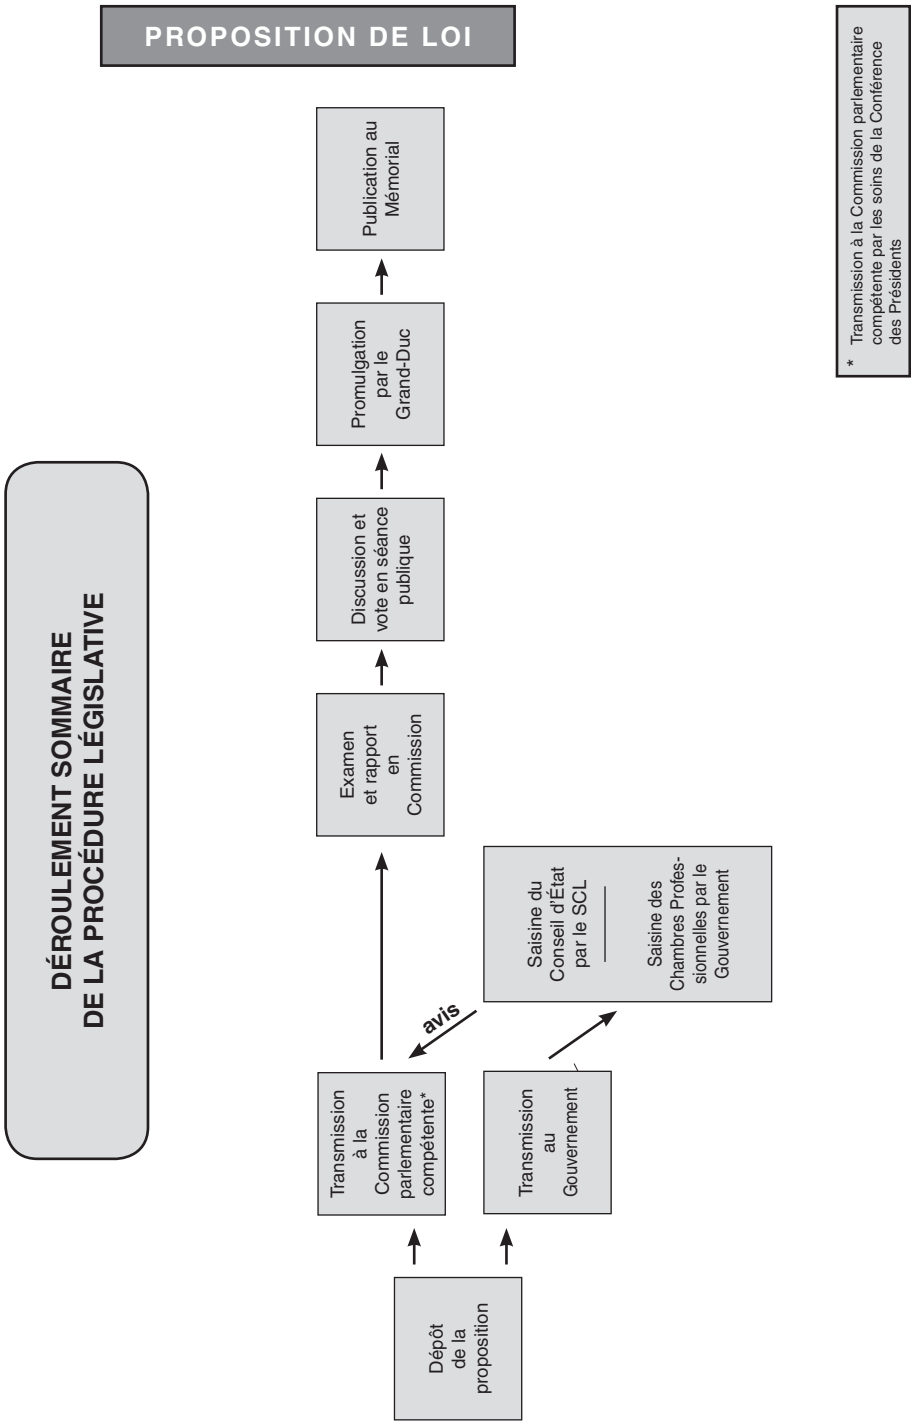 DÉROULEMENT SOMMAIRE
DE LA PROCÉDURE LÉGISLATIVE
PROPOSITION DE LOI
Dépôt
de la
proposition
Transmission
à la
Commission
parlementaire
compétente*
Transmission
au
Gouvernement
avis
Saisine du
Conseil d'État
par le SCL
Saisine des
Chambres Profes-
sionnelles par le
Gouvernement
Examen
et rapport
en
Commission
Discussion et
vote en séance
publique
Promulgation
par le
Grand-Duc
Publication au
Mémorial
* Transmission à la Commission parlementaire
compétente par les soins de la Conférence
des Présidents